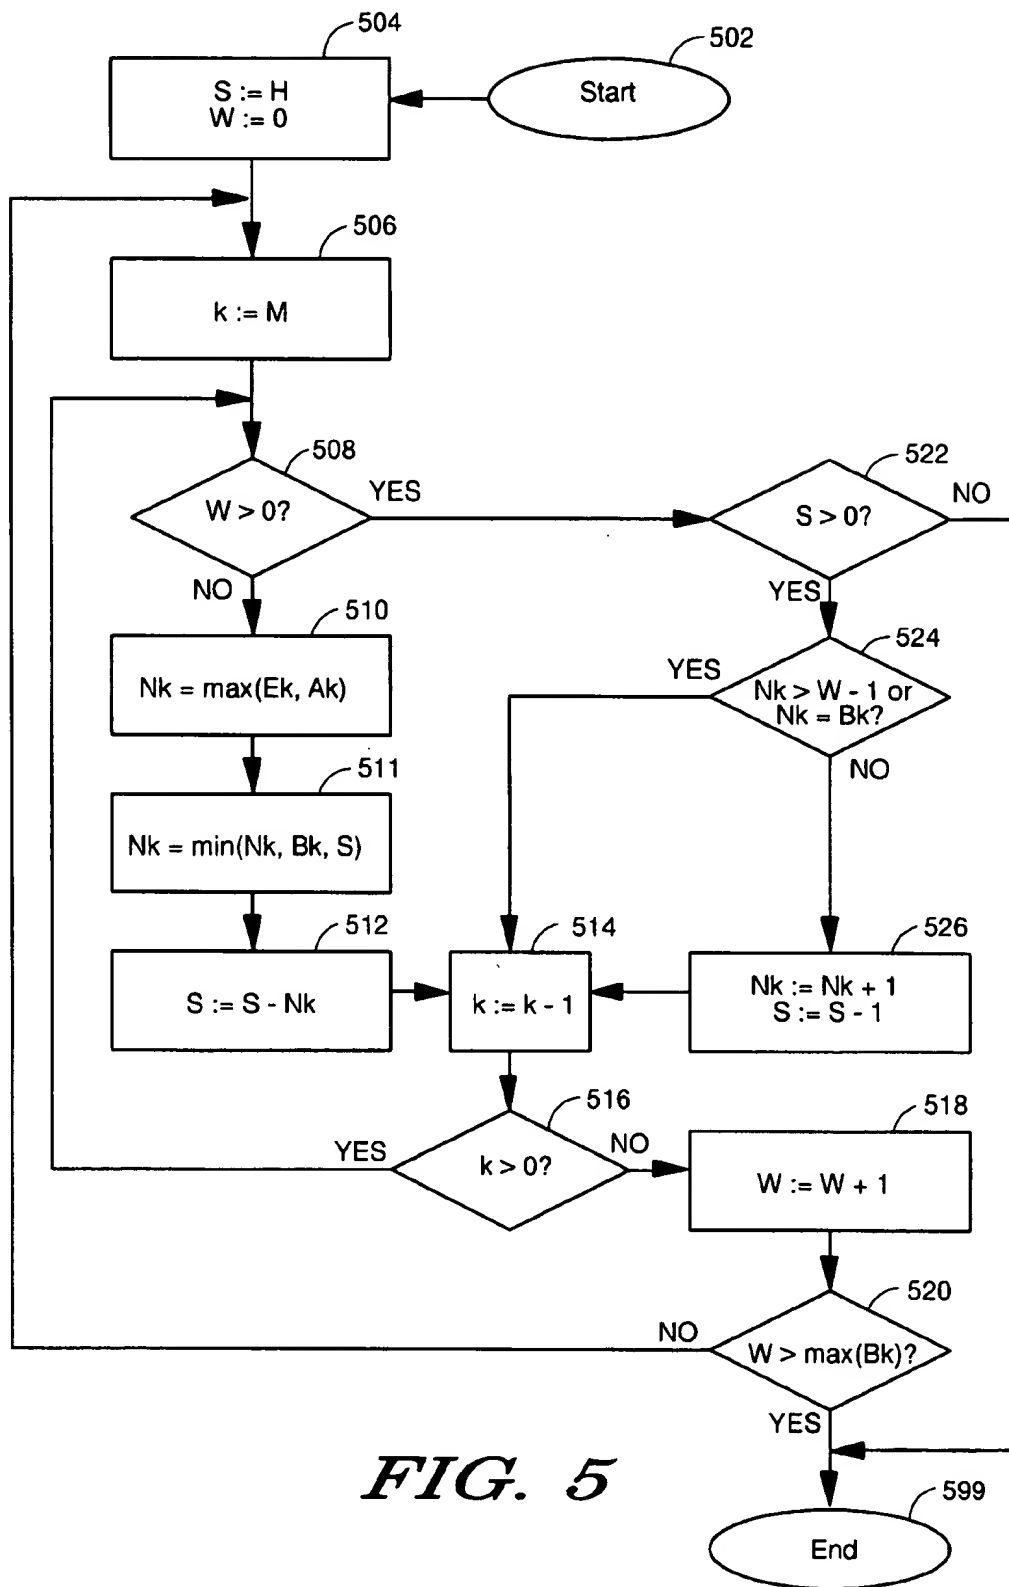 504
502
S := H
W := 0
Start
506
k := M
508
W > 0?
YES
NO
522
S > 0?
NO
YES
510
Nk = max(Ek, Ak)
524
YES
Nk > W - 1 or
Nk = Bk?
NO
511
Nk = min(Nk, Bk, S)
512
S := S - Nk
514
k := k - 1
526
Nk := Nk + 1
S := S - 1
516
YES
k > 0?
NO
518
W := W + 1
520
NO
W > max(Bk)?
YES
FIG. 5
599
End